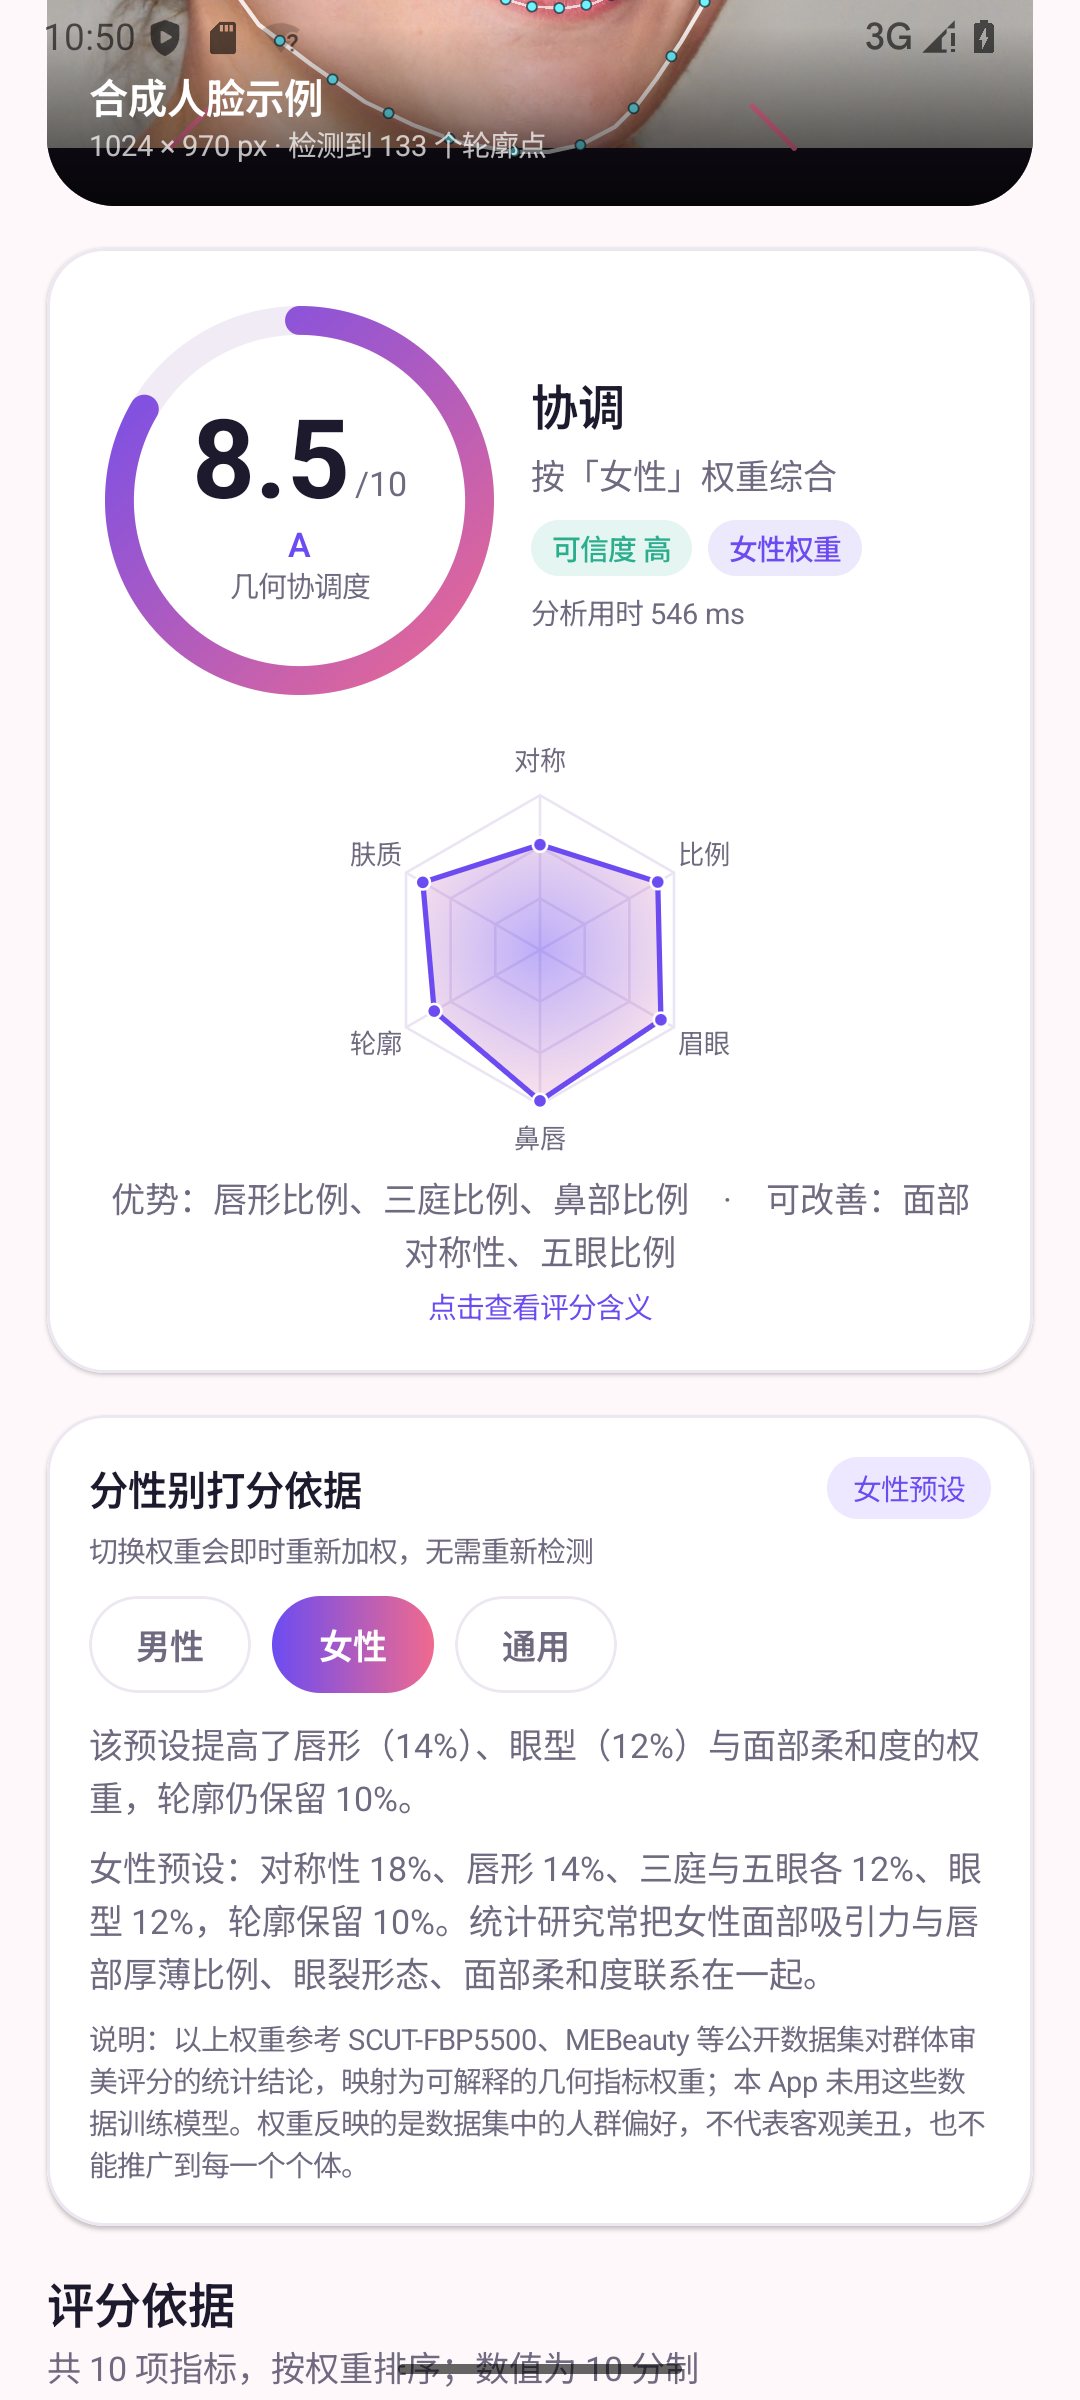 10:50
3G
合成人脸示例
1024 × 970 px · 检测到 133 个轮廓点
8.5 /10
A
几何协调度
协调
按「女性」权重综合
可信度 高
女性权重
分析用时 546 ms
对称
肤质
比例
轮廓
眉眼
鼻唇
优势：唇形比例、三庭比例、鼻部比例 · 可改善：面部
对称性、五眼比例
点击查看评分含义
分性别打分依据
女性预设
切换权重会即时重新加权，无需重新检测
男性
女性
通用
该预设提高了唇形（14%）、眼型（12%）与面部柔和度的权
重，轮廓仍保留 10%。
女性预设：对称性 18%、唇形 14%、三庭与五眼各 12%、眼
型 12%，轮廓保留 10%。统计研究常把女性面部吸引力与唇
部厚薄比例、眼裂形态、面部柔和度联系在一起。
说明：以上权重参考 SCUT-FBP5500、MEBeauty 等公开数据集对群体审
美评分的统计结论，映射为可解释的几何指标权重；本 App 未用这些数
据训练模型。权重反映的是数据集中的人群偏好，不代表客观美丑，也不
能推广到每一个个体。
评分依据
共 10 项指标，按权重排序；数值为 10 分制